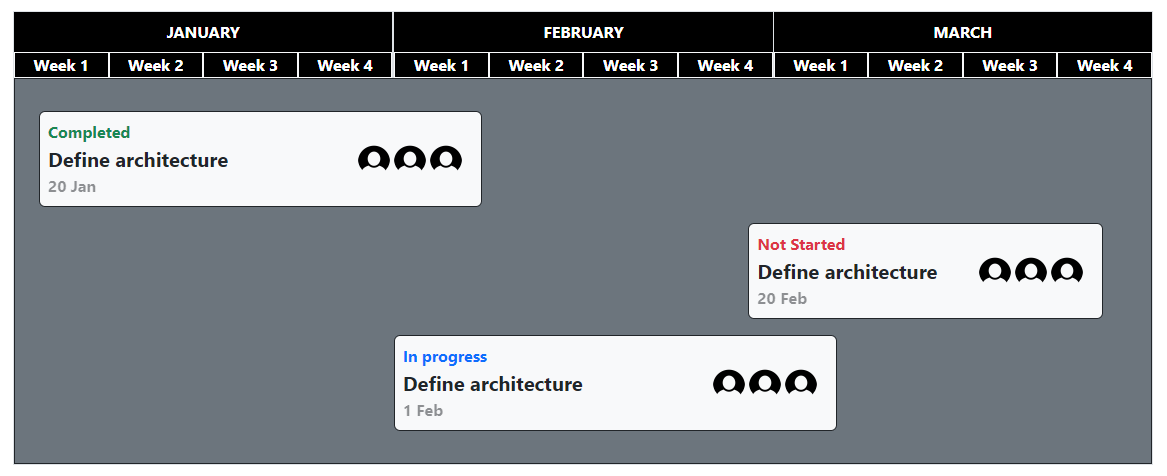 JANUARY FEBRUARY MARCH
Week 1 Week 2 Week 3 Week 4 Week 1 Week 2 Week 3 Week 4 Week 1 Week 2 Week 3 Week 4
Completed
Define architecture
20 Jan
Not Started
Define architecture
20 Feb
In progress
Define architecture
1 Feb